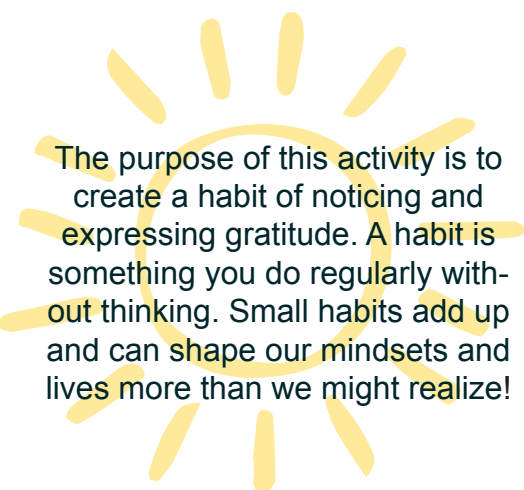 The purpose of this activity is to
create a habit of noticing and
expressing gratitude. A habit is
something you do regularly with-
out thinking. Small habits add up
and can shape our mindsets and
lives more than we might realize!